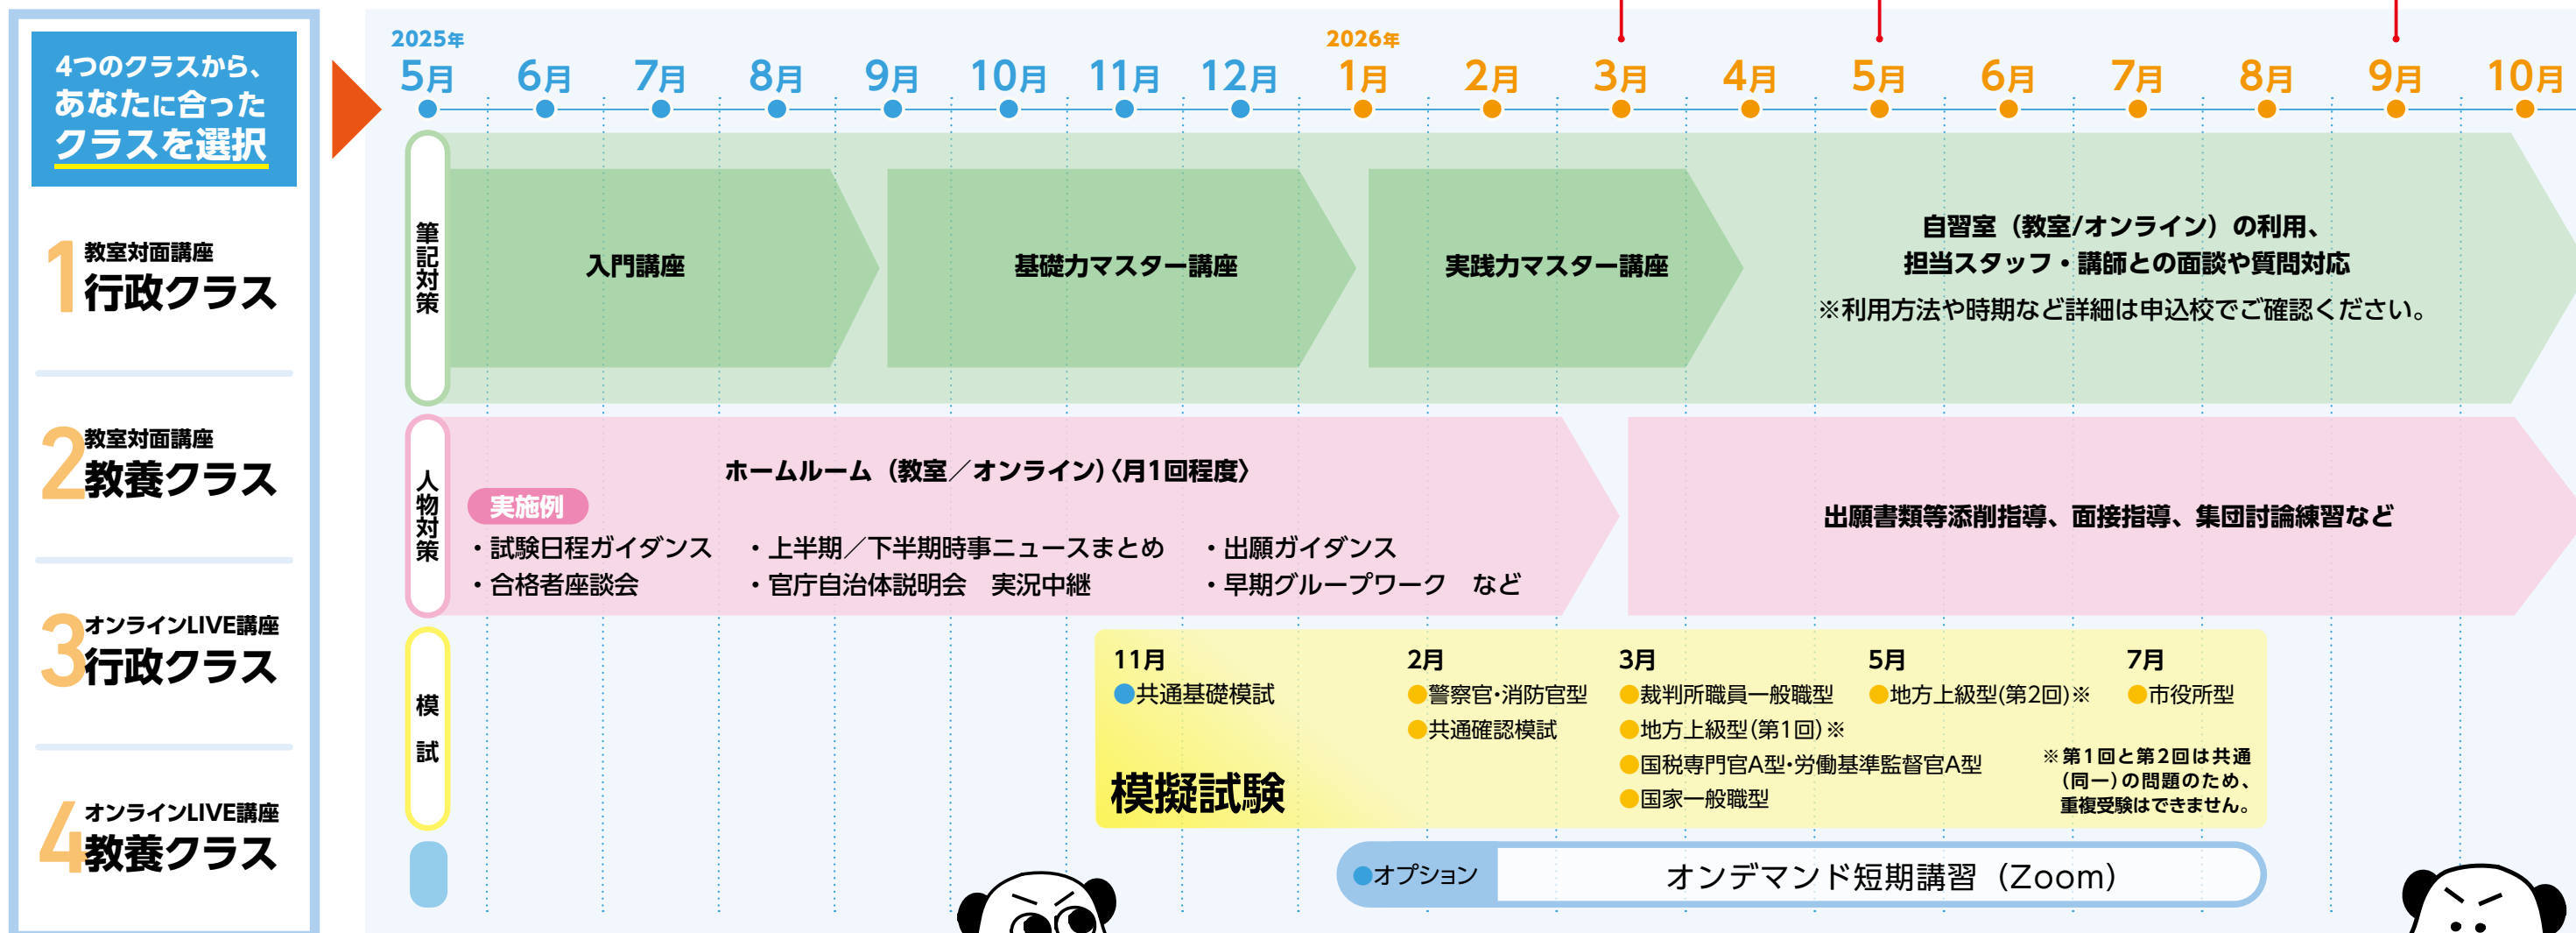 4つのクラスから、
あなたに合った
クラスを選択
1 教室対面講座
行政クラス
2 教室対面講座
教養クラス
3 オンラインLIVE講座
行政クラス
4 オンラインLIVE講座
教養クラス
2025年
2026年
5月 6月 7月 8月 9月 10月 11月 12月 1月 2月 3月 4月 5月 6月 7月 8月 9月 10月
筆記対策
入門講座
基礎力マスター講座
実践力マスター講座
自習室（教室/オンライン）の利用、
担当スタッフ・講師との面談や質問対応
※利用方法や時期など詳細は申込校でご確認ください。
人物対策
ホームルーム（教室／オンライン）〈月1回程度〉
実施例
・試験日程ガイダンス ・上半期／下半期時事ニュースまとめ ・出願ガイダンス
・合格者座談会 ・官庁自治体説明会　実況中継 ・早期グループワーク　など
出願書類等添削指導、面接指導、集団討論練習など
模試
模擬試験
11月
●共通基礎模試
2月
●警察官・消防官型
●共通確認模試
3月
●裁判所職員一般職型
●地方上級型（第1回）※
●国税専門官A型・労働基準監督官A型
●国家一般職型
5月
●地方上級型(第2回)※
7月
●市役所型
※第1回と第2回は共通
(同一)の問題のため、
重複受験はできません。
●オプション
オンデマンド短期講習（Zoom）